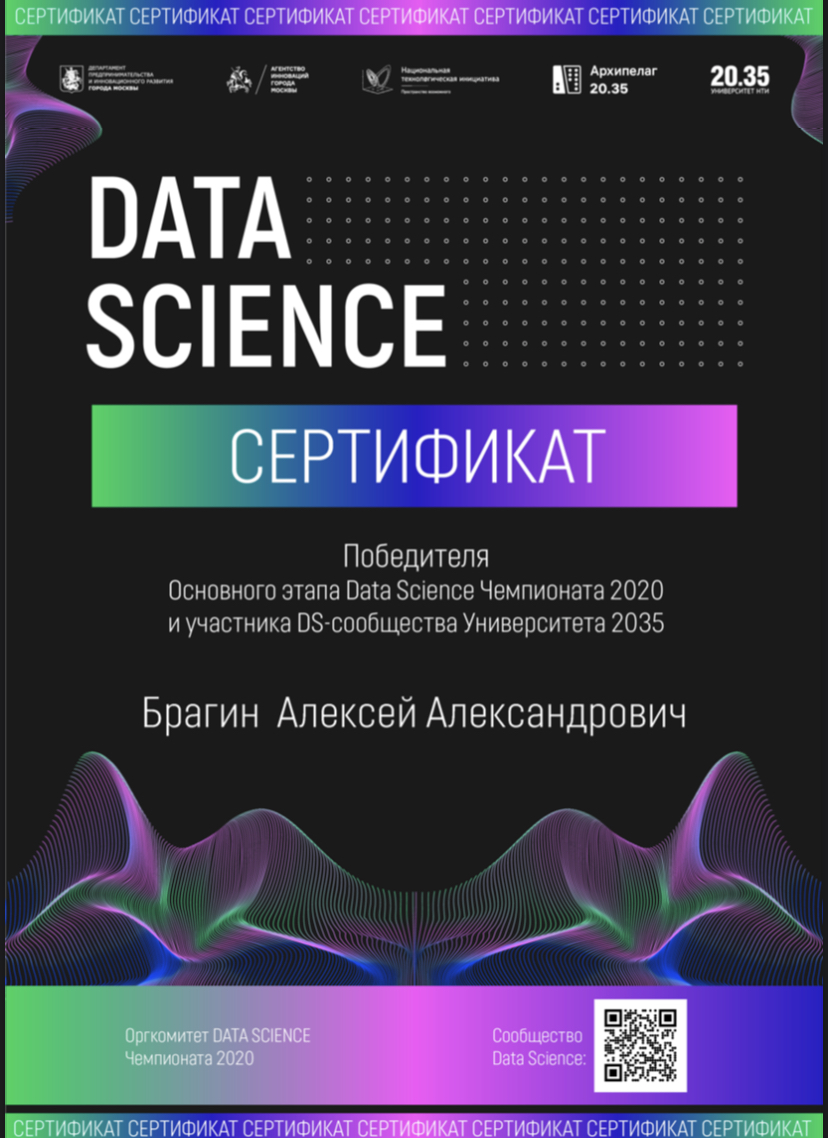 СЕРТИФИКАТ СЕРТИФИКАТ СЕРТИФИКАТ СЕРТИФИКАТ СЕРТИФИКАТ СЕРТИФИКАТ СЕРТИФИКАТ
ДЕПАРТАМЕНТ
ПРЕДПРИНИМАТЕЛЬСТВА
И ИННОВАЦИОННОГО РАЗВИТИЯ
ГОРОДА МОСКВЫ
АГЕНТСТВО
ИННОВАЦИЙ
ГОРОДА
МОСКВЫ
Национальная
технологическая инициатива
Архипелаг
20.35
20.35
УНИВЕРСИТЕТ НТИ
DATA
SCIENCE
СЕРТИФИКАТ
Победителя
Основного этапа Data Science Чемпионата 2020
и участника DS-сообщества Университета 2035
Брагин Алексей Александрович
Оргкомитет DATA SCIENCE
Чемпионата 2020
Сообщество
Data Science:
СЕРТИФИКАТ СЕРТИФИКАТ СЕРТИФИКАТ СЕРТИФИКАТ СЕРТИФИКАТ СЕРТИФИКАТ СЕРТИФИКАТ